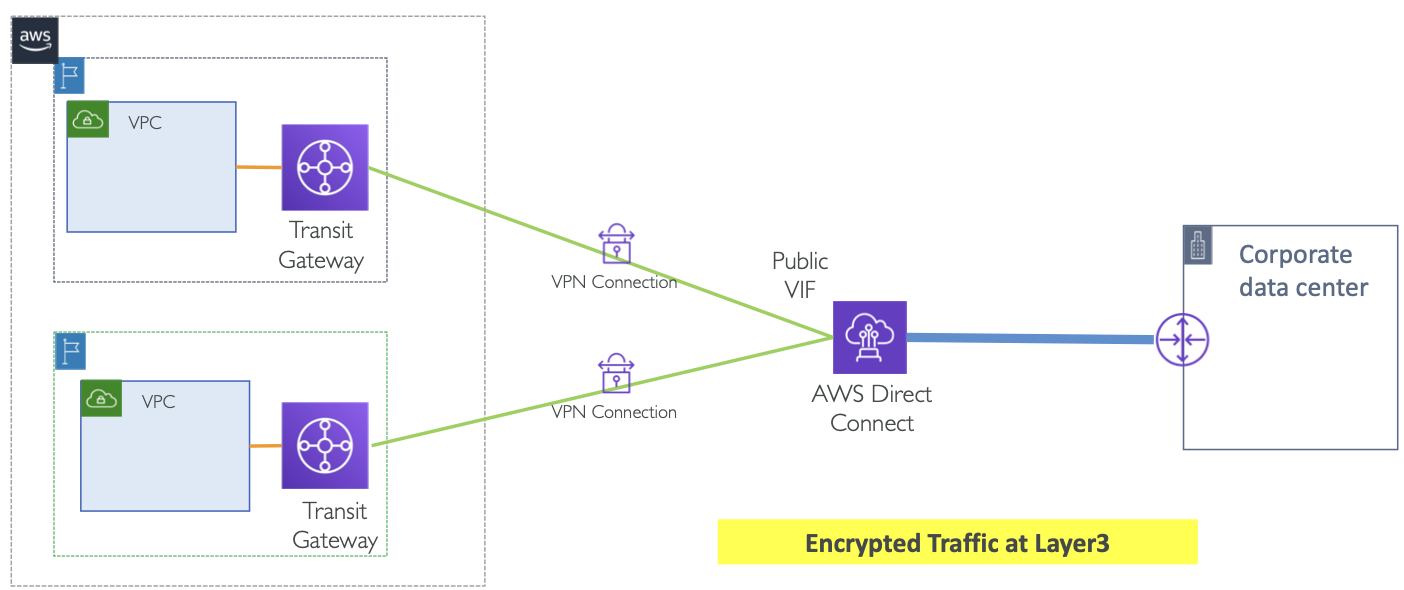 aws
VPC
Transit
Gateway
VPN Connection
Public
VIF
Corporate
data center
VPC
VPN Connection
AWS Direct
Connect
Transit
Gateway
Encrypted Traffic at Layer3